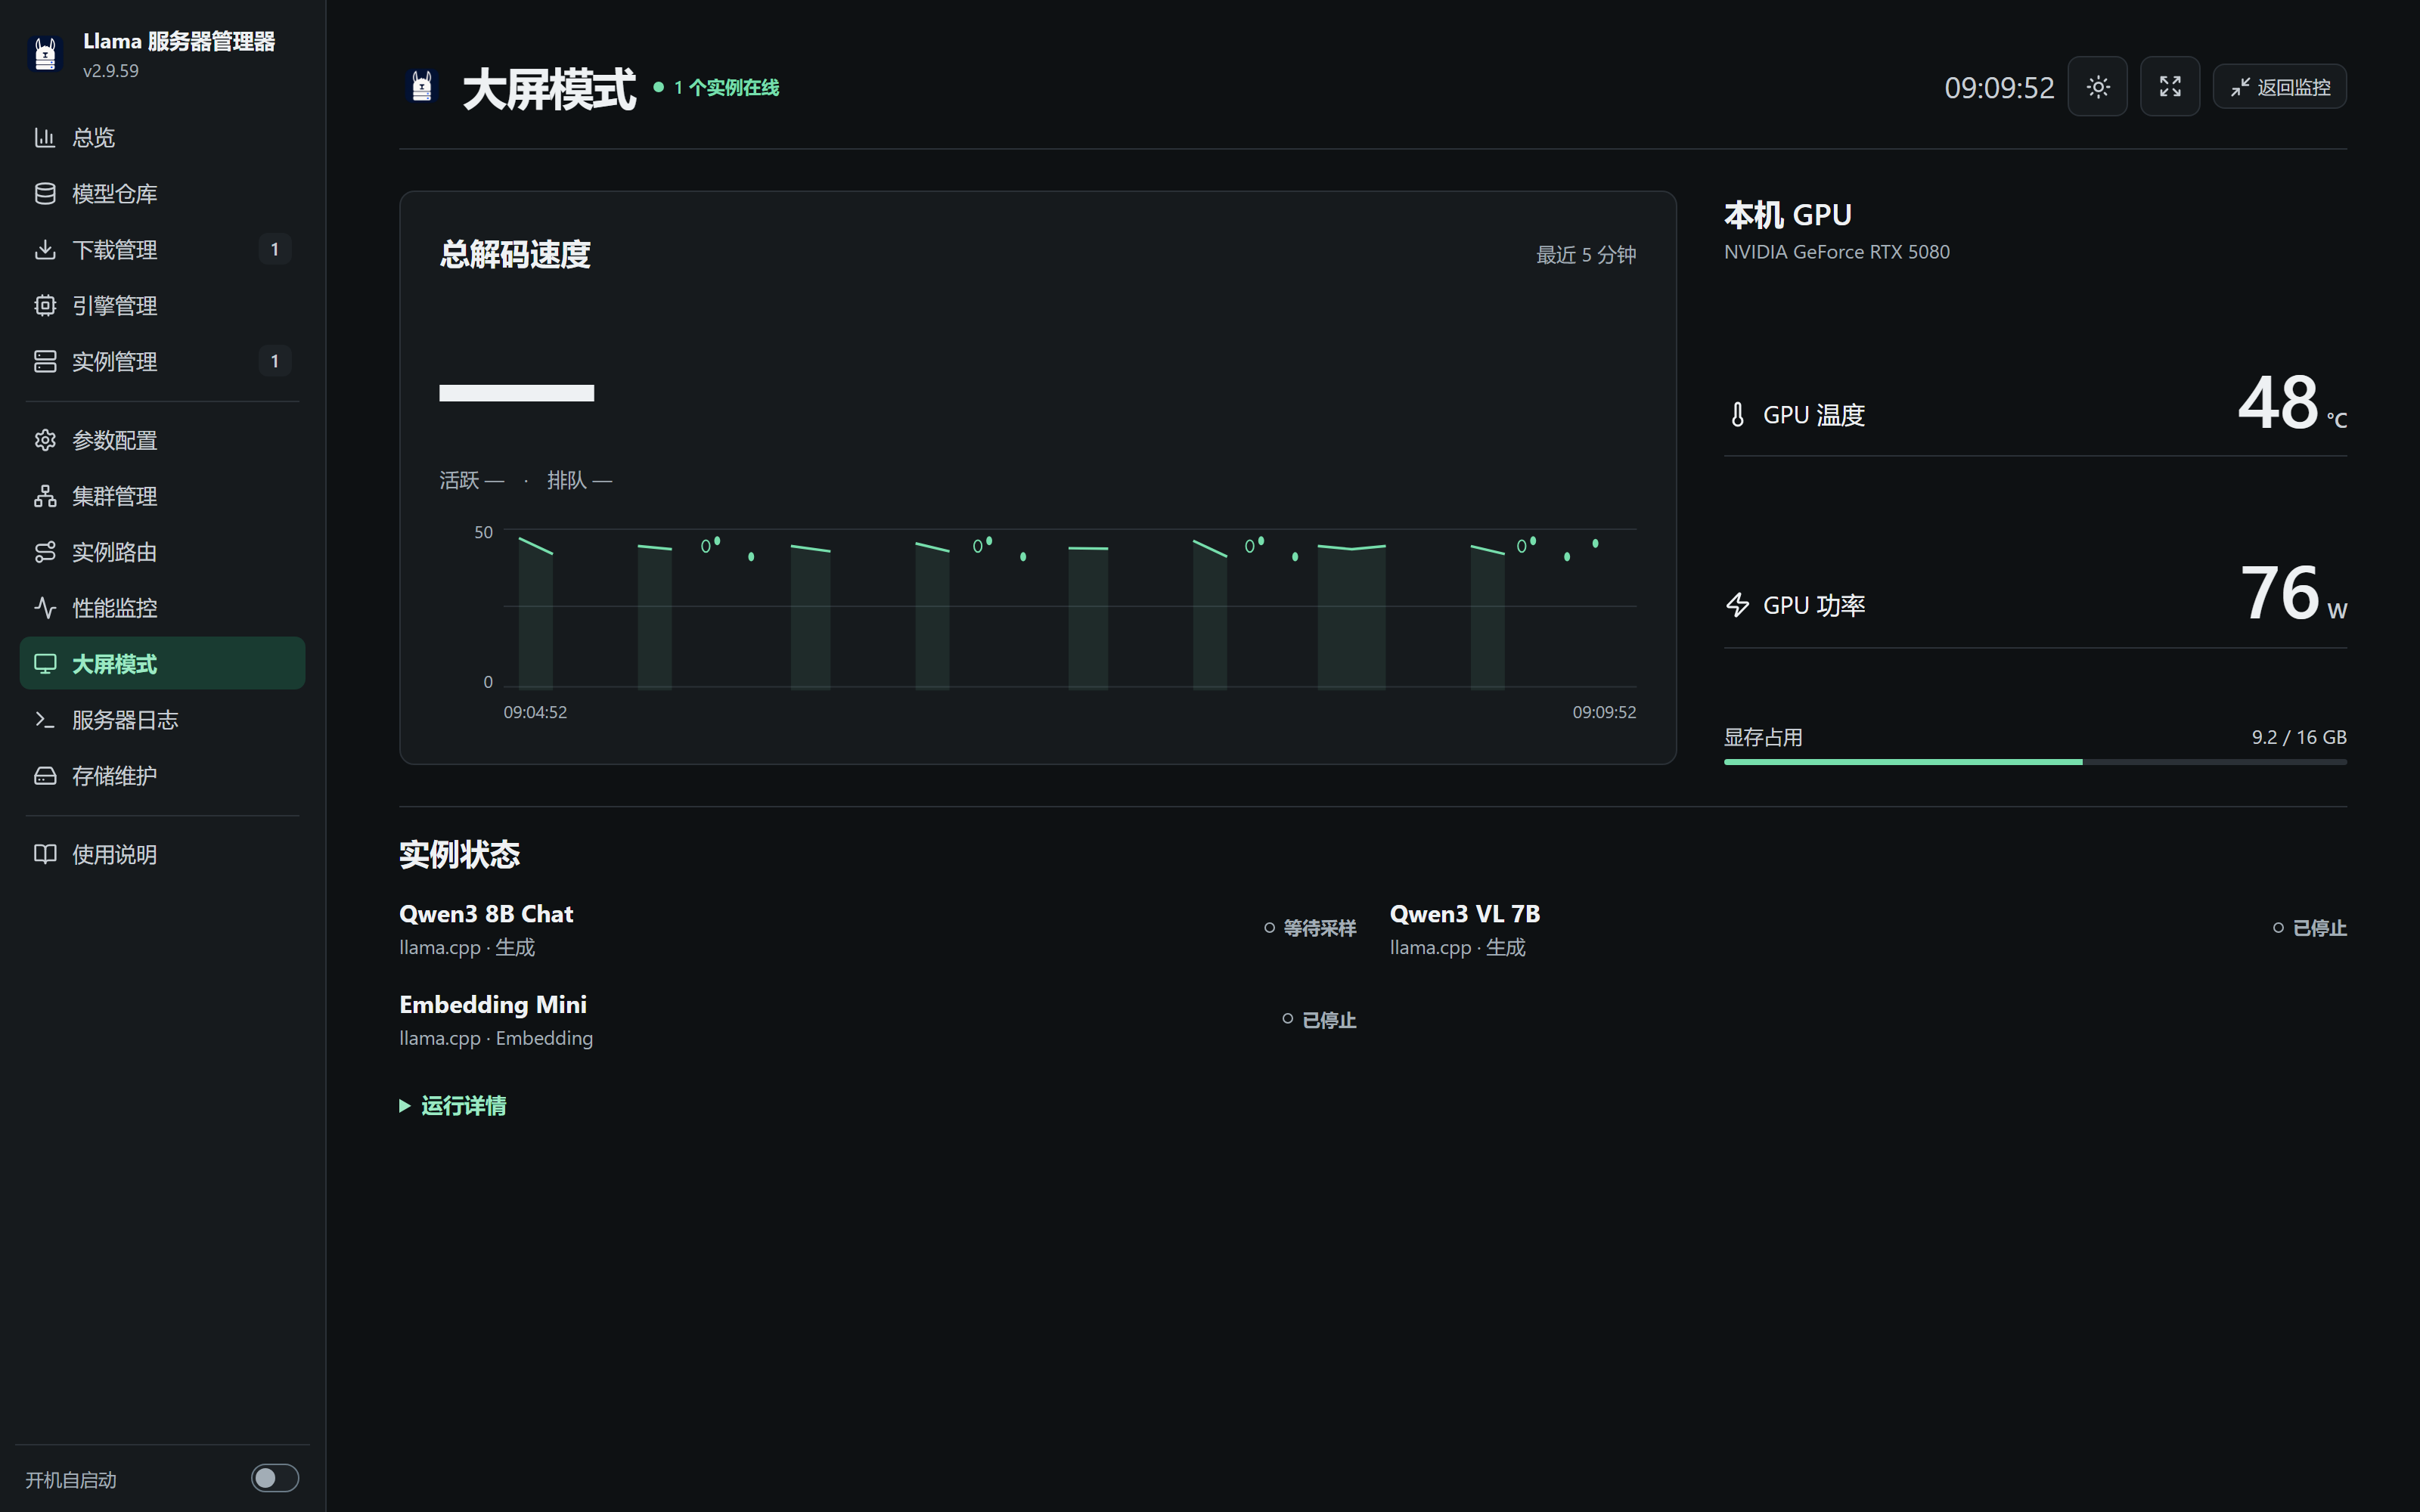 Llama 服务器管理器
v2.9.59
总览
模型仓库
下载管理 1
引擎管理
实例管理 1
参数配置
集群管理
实例路由
性能监控
大屏模式
服务器日志
存储维护
使用说明
开机自启动
大屏模式 1 个实例在线
09:09:52 返回监控
总解码速度 最近 5 分钟
—
活跃 — · 排队 —
50
0
09:04:52 09:09:52
本机 GPU
NVIDIA GeForce RTX 5080
GPU 温度 48 °C
GPU 功率 76 W
显存占用 9.2 / 16 GB
实例状态
Qwen3 8B Chat
llama.cpp · 生成
等待采样
Qwen3 VL 7B
llama.cpp · 生成
已停止
Embedding Mini
llama.cpp · Embedding
已停止
运行详情